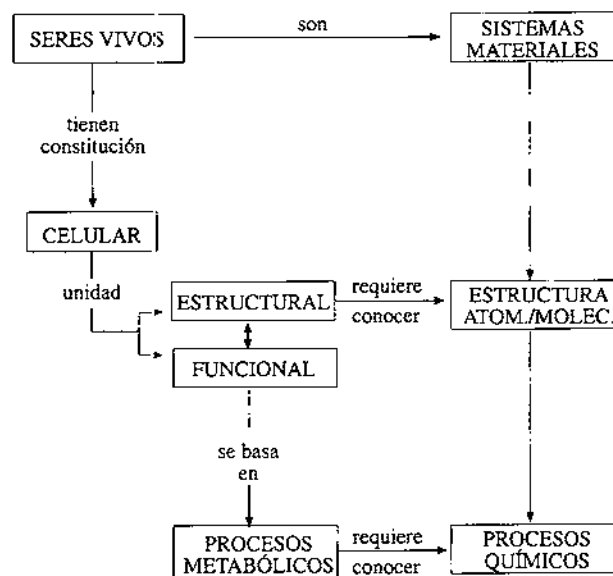 SERES VIVOS
son
SISTEMAS
MATERIALES
tienen
constitución
CELULAR
unidad
ESTRUCTURAL
requiere
conocer
ESTRUCTURA
ATOM./MOLEC.
FUNCIONAL
se basa
en
PROCESOS
METABÓLICOS
requiere
conocer
PROCESOS
QUÍMICOS